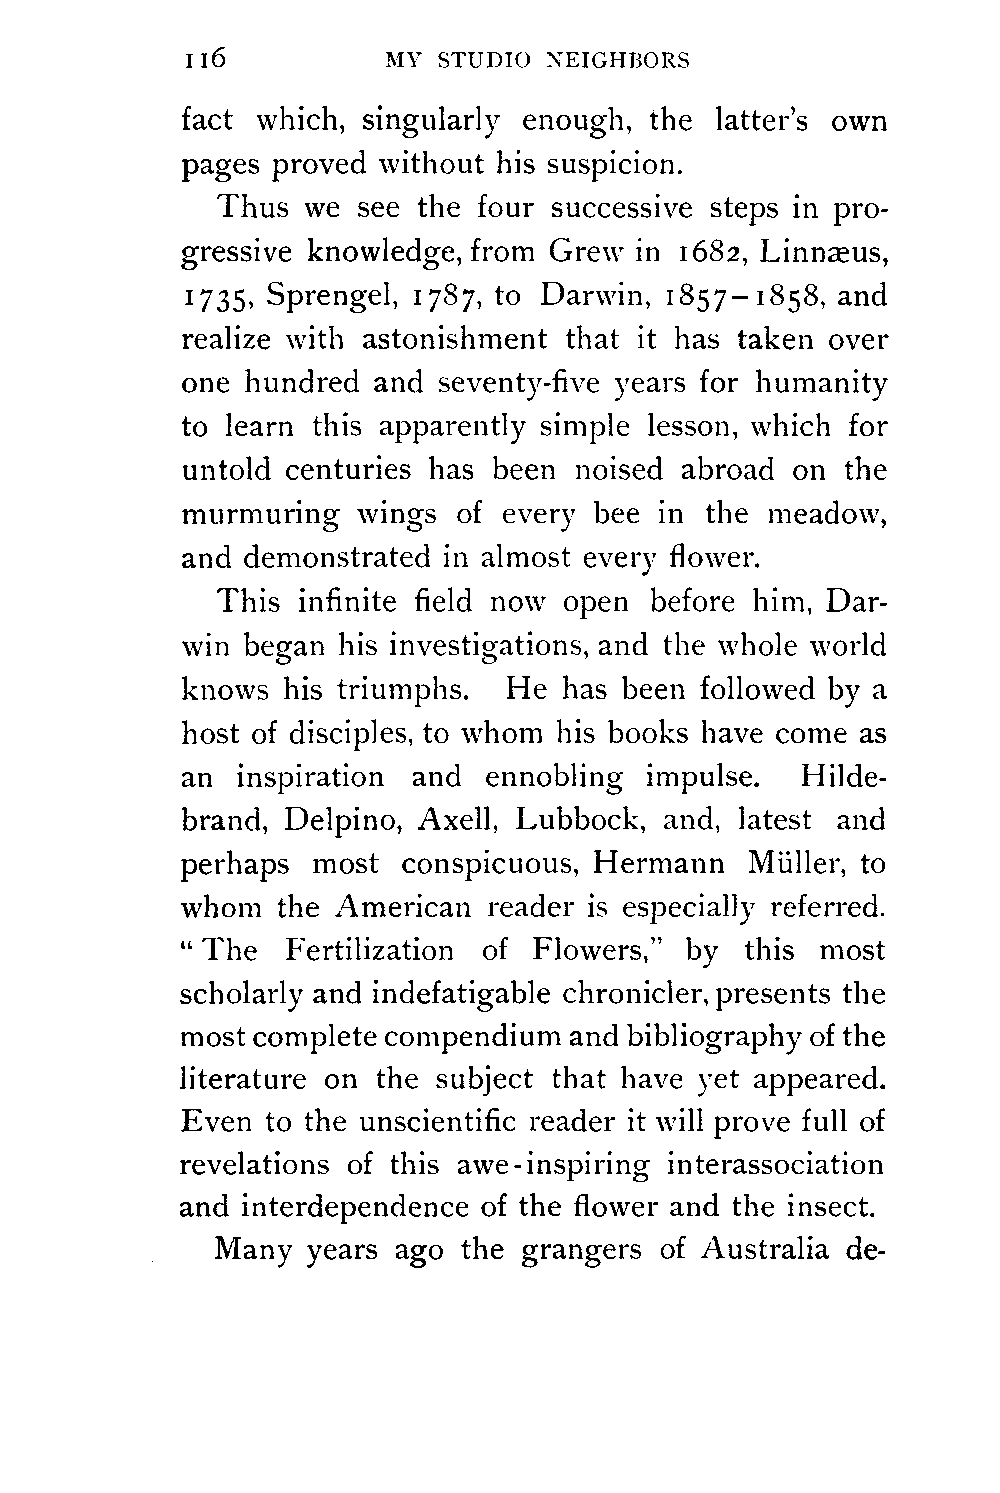 116 MY STUDIO NEIGHBORS
fact which, singularly enough, the latter's own
pages proved without his suspicion.
Thus we see the four successive steps in pro-
gressive knowledge, from Grew in 1682, Linnæus,
1735, Sprengel, 1787, to Darwin, 1857–1858, and
realize with astonishment that it has taken over
one hundred and seventy-five years for humanity
to learn this apparently simple lesson, which for
untold centuries has been noised abroad on the
murmuring wings of every bee in the meadow,
and demonstrated in almost every flower.
This infinite field now open before him, Dar-
win began his investigations, and the whole world
knows his triumphs. He has been followed by a
host of disciples, to whom his books have come as
an inspiration and ennobling impulse. Hilde-
brand, Delpino, Axell, Lubbock, and, latest and
perhaps most conspicuous, Hermann Müller, to
whom the American reader is especially referred.
“The Fertilization of Flowers,” by this most
scholarly and indefatigable chronicler, presents the
most complete compendium and bibliography of the
literature on the subject that have yet appeared.
Even to the unscientific reader it will prove full of
revelations of this awe-inspiring interassociation
and interdependence of the flower and the insect.
Many years ago the grangers of Australia de-